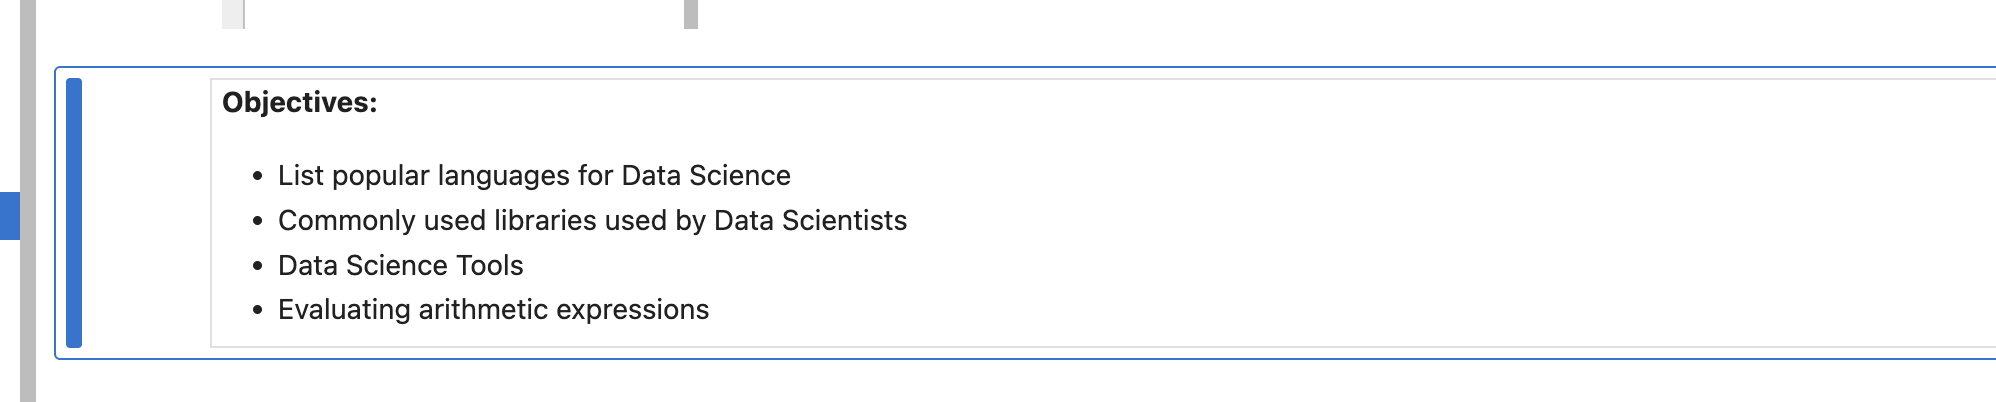 Objectives:
• List popular languages for Data Science
• Commonly used libraries used by Data Scientists
• Data Science Tools
• Evaluating arithmetic expressions